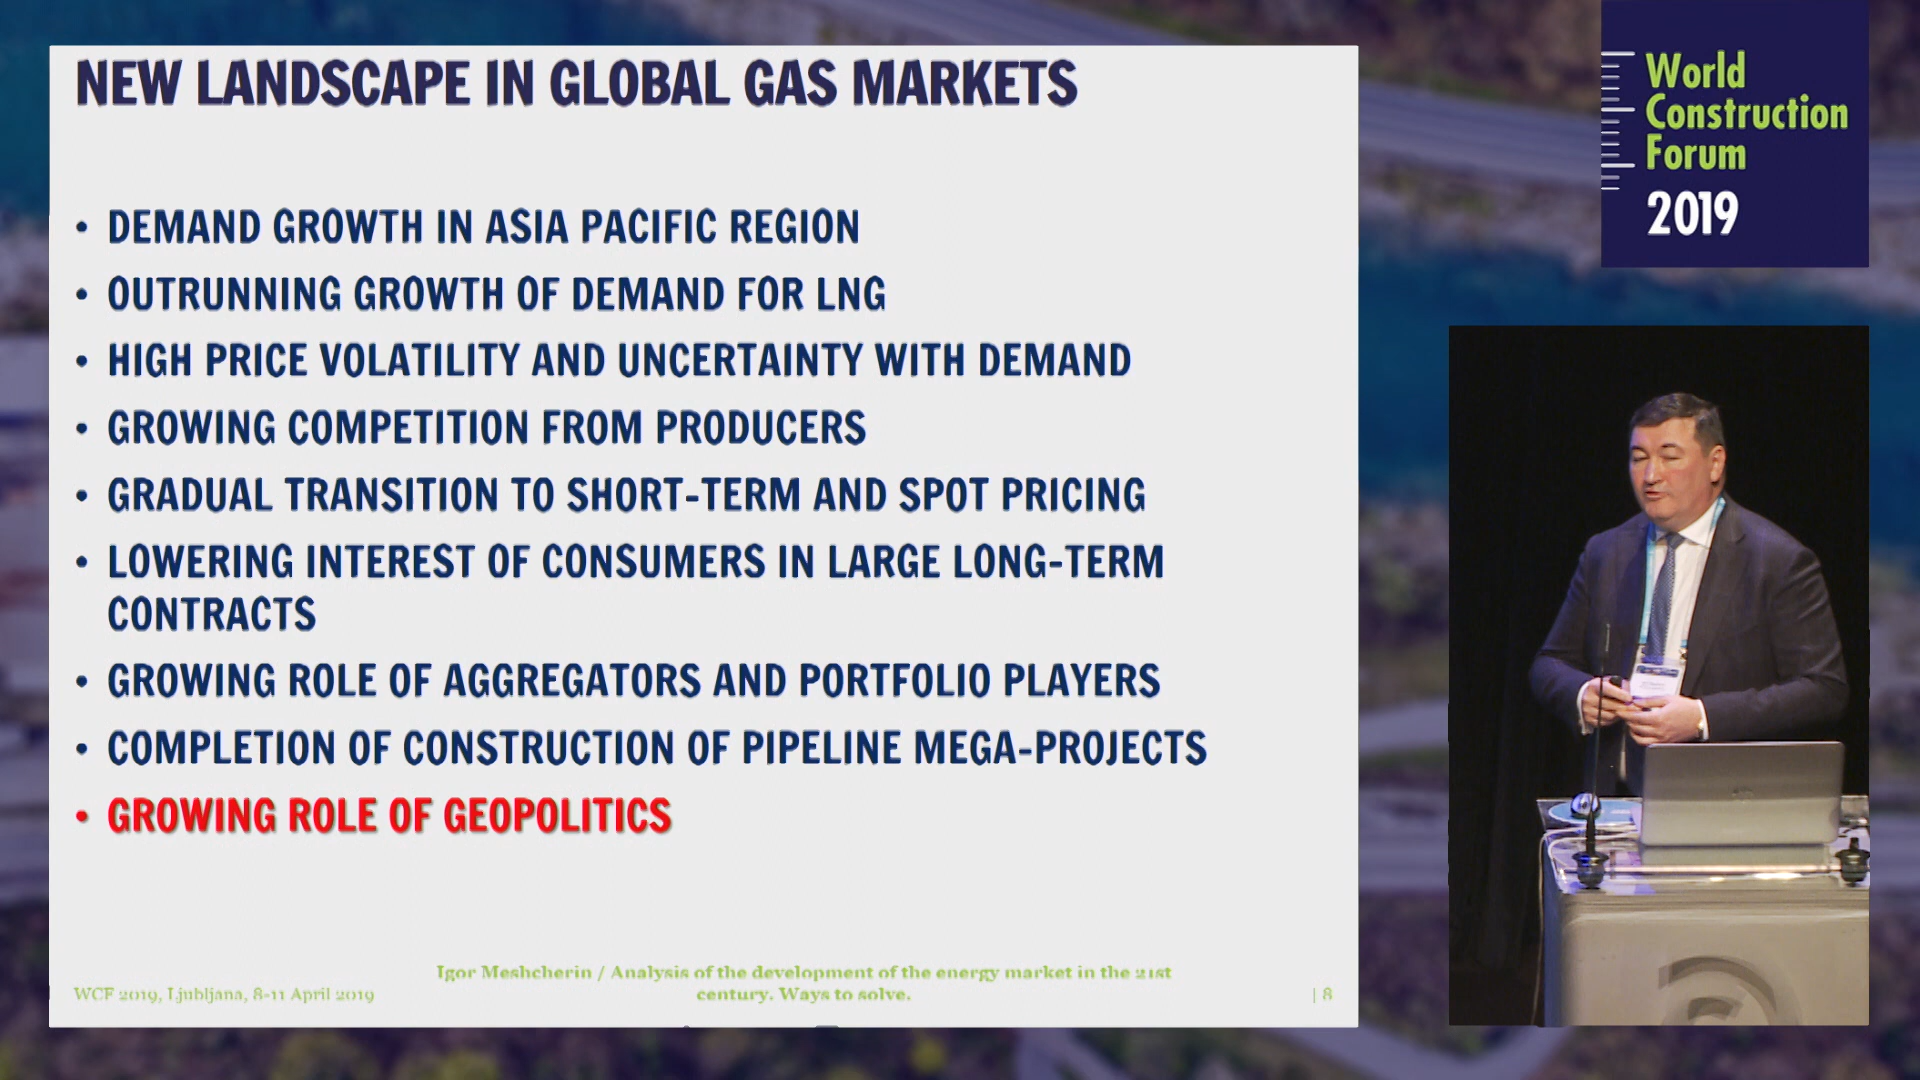 NEW LANDSCAPE IN GLOBAL GAS MARKETS
• DEMAND GROWTH IN ASIA PACIFIC REGION
• OUTRUNNING GROWTH OF DEMAND FOR LNG
• HIGH PRICE VOLATILITY AND UNCERTAINTY WITH DEMAND
• GROWING COMPETITION FROM PRODUCERS
• GRADUAL TRANSITION TO SHORT-TERM AND SPOT PRICING
• LOWERING INTEREST OF CONSUMERS IN LARGE LONG-TERM
CONTRACTS
• GROWING ROLE OF AGGREGATORS AND PORTFOLIO PLAYERS
• COMPLETION OF CONSTRUCTION OF PIPELINE MEGA-PROJECTS
• GROWING ROLE OF GEOPOLITICS
WCF 2019, Ljubljana, 8-11 April 2019
Igor Meshcherin / Analysis of the development of the energy market in the 21st
century. Ways to solve.
| 8
World
Construction
Forum
2019